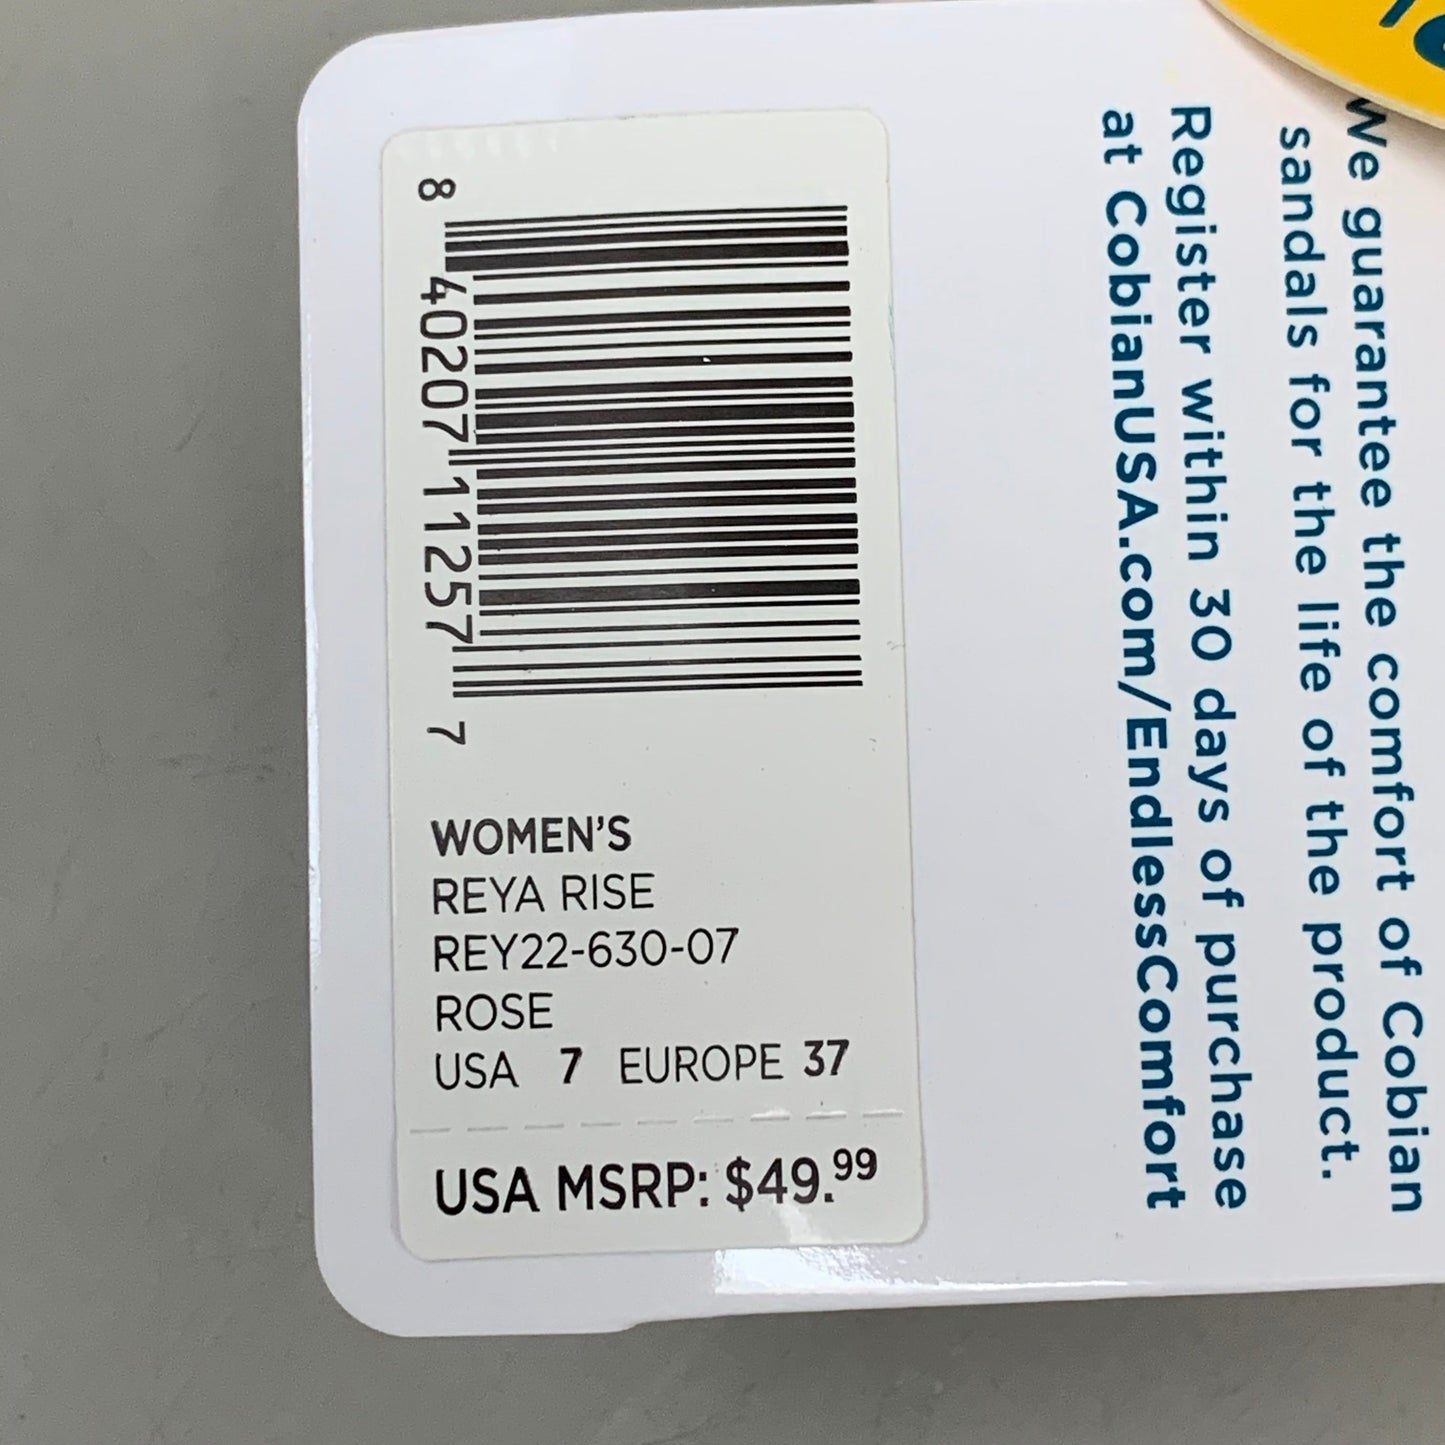 8 40207 11257 7
WOMEN'S
REYA RISE
REY22-630-07
ROSE
USA 7 EUROPE 37
USA MSRP: $49.99
We guarantee the comfort of Cobian
sandals for the life of the product.
Register within 30 days of purchase
at CobianUSA.com/EndlessComfort